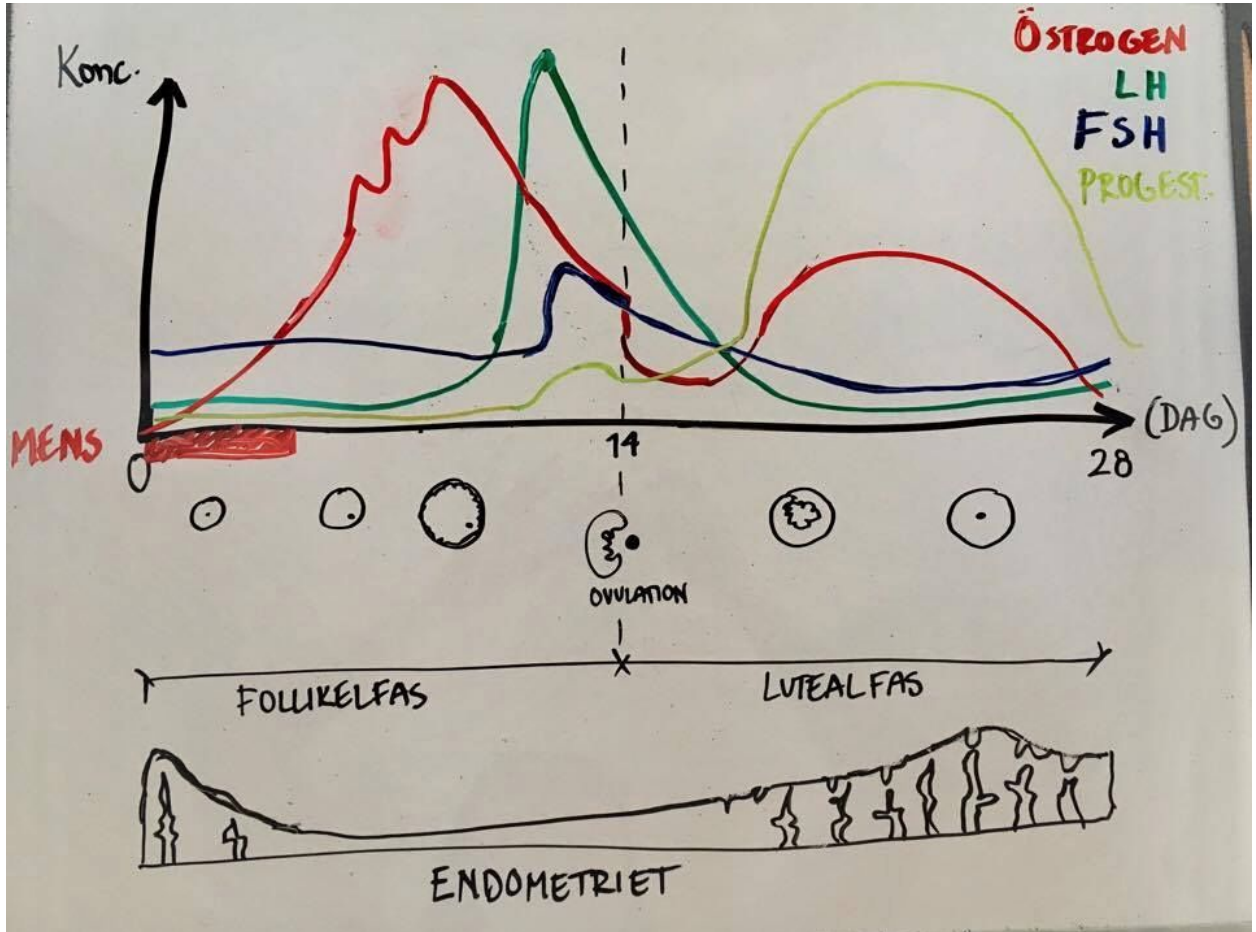 Konc.
ÖSTROGEN
LH
FSH
PROGEST.
MENS
0
14
28
(DAG)
OVULATION
FOLLIKELFAS
LUTEALFAS
ENDOMETRIET